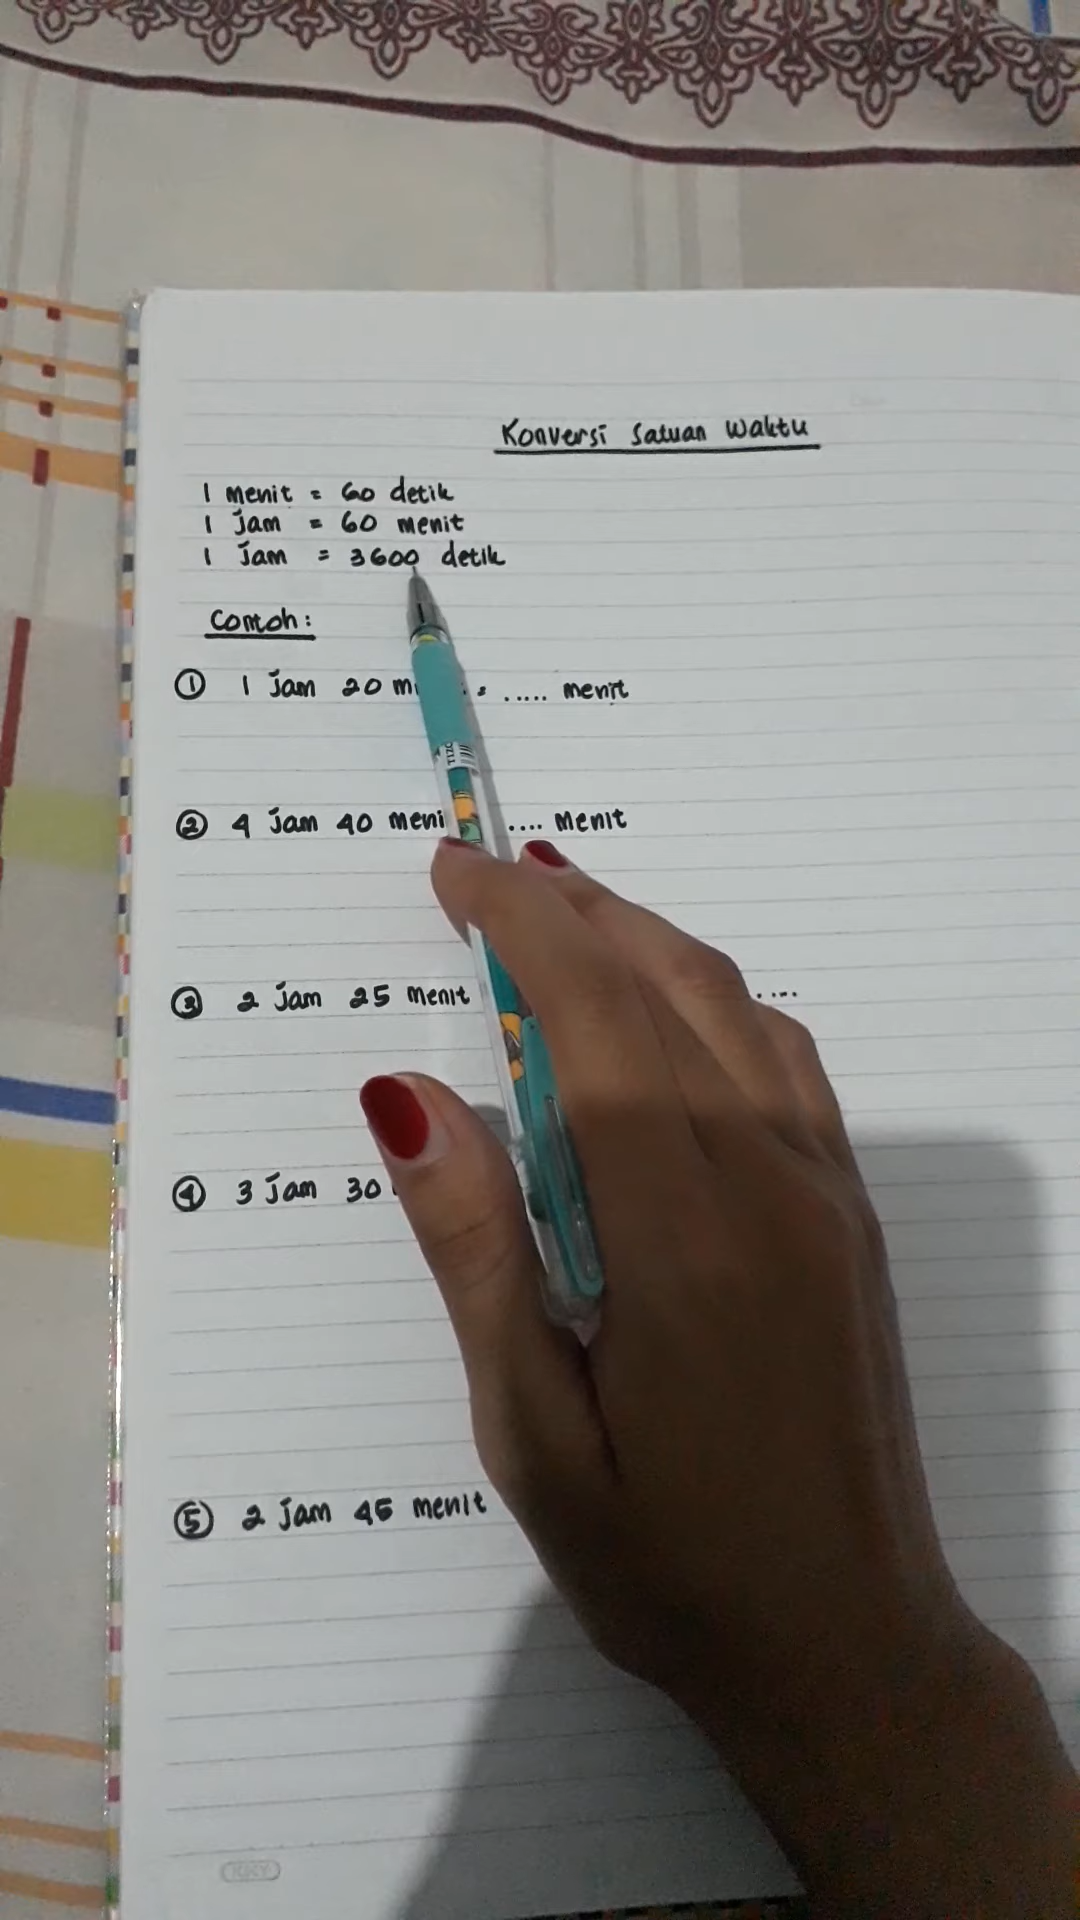 Konversi Satuan Waktu
1 menit = 60 detik
1 Jam = 60 menit
1 Jam = 3600 detik
Contoh:
① 1 Jam 20 = ..... menit
② 4 Jam 40 .... menit
③ 2 Jam 25 menit ....
④ 3 Jam 30
⑤ 2 Jam 45 menit
KKY